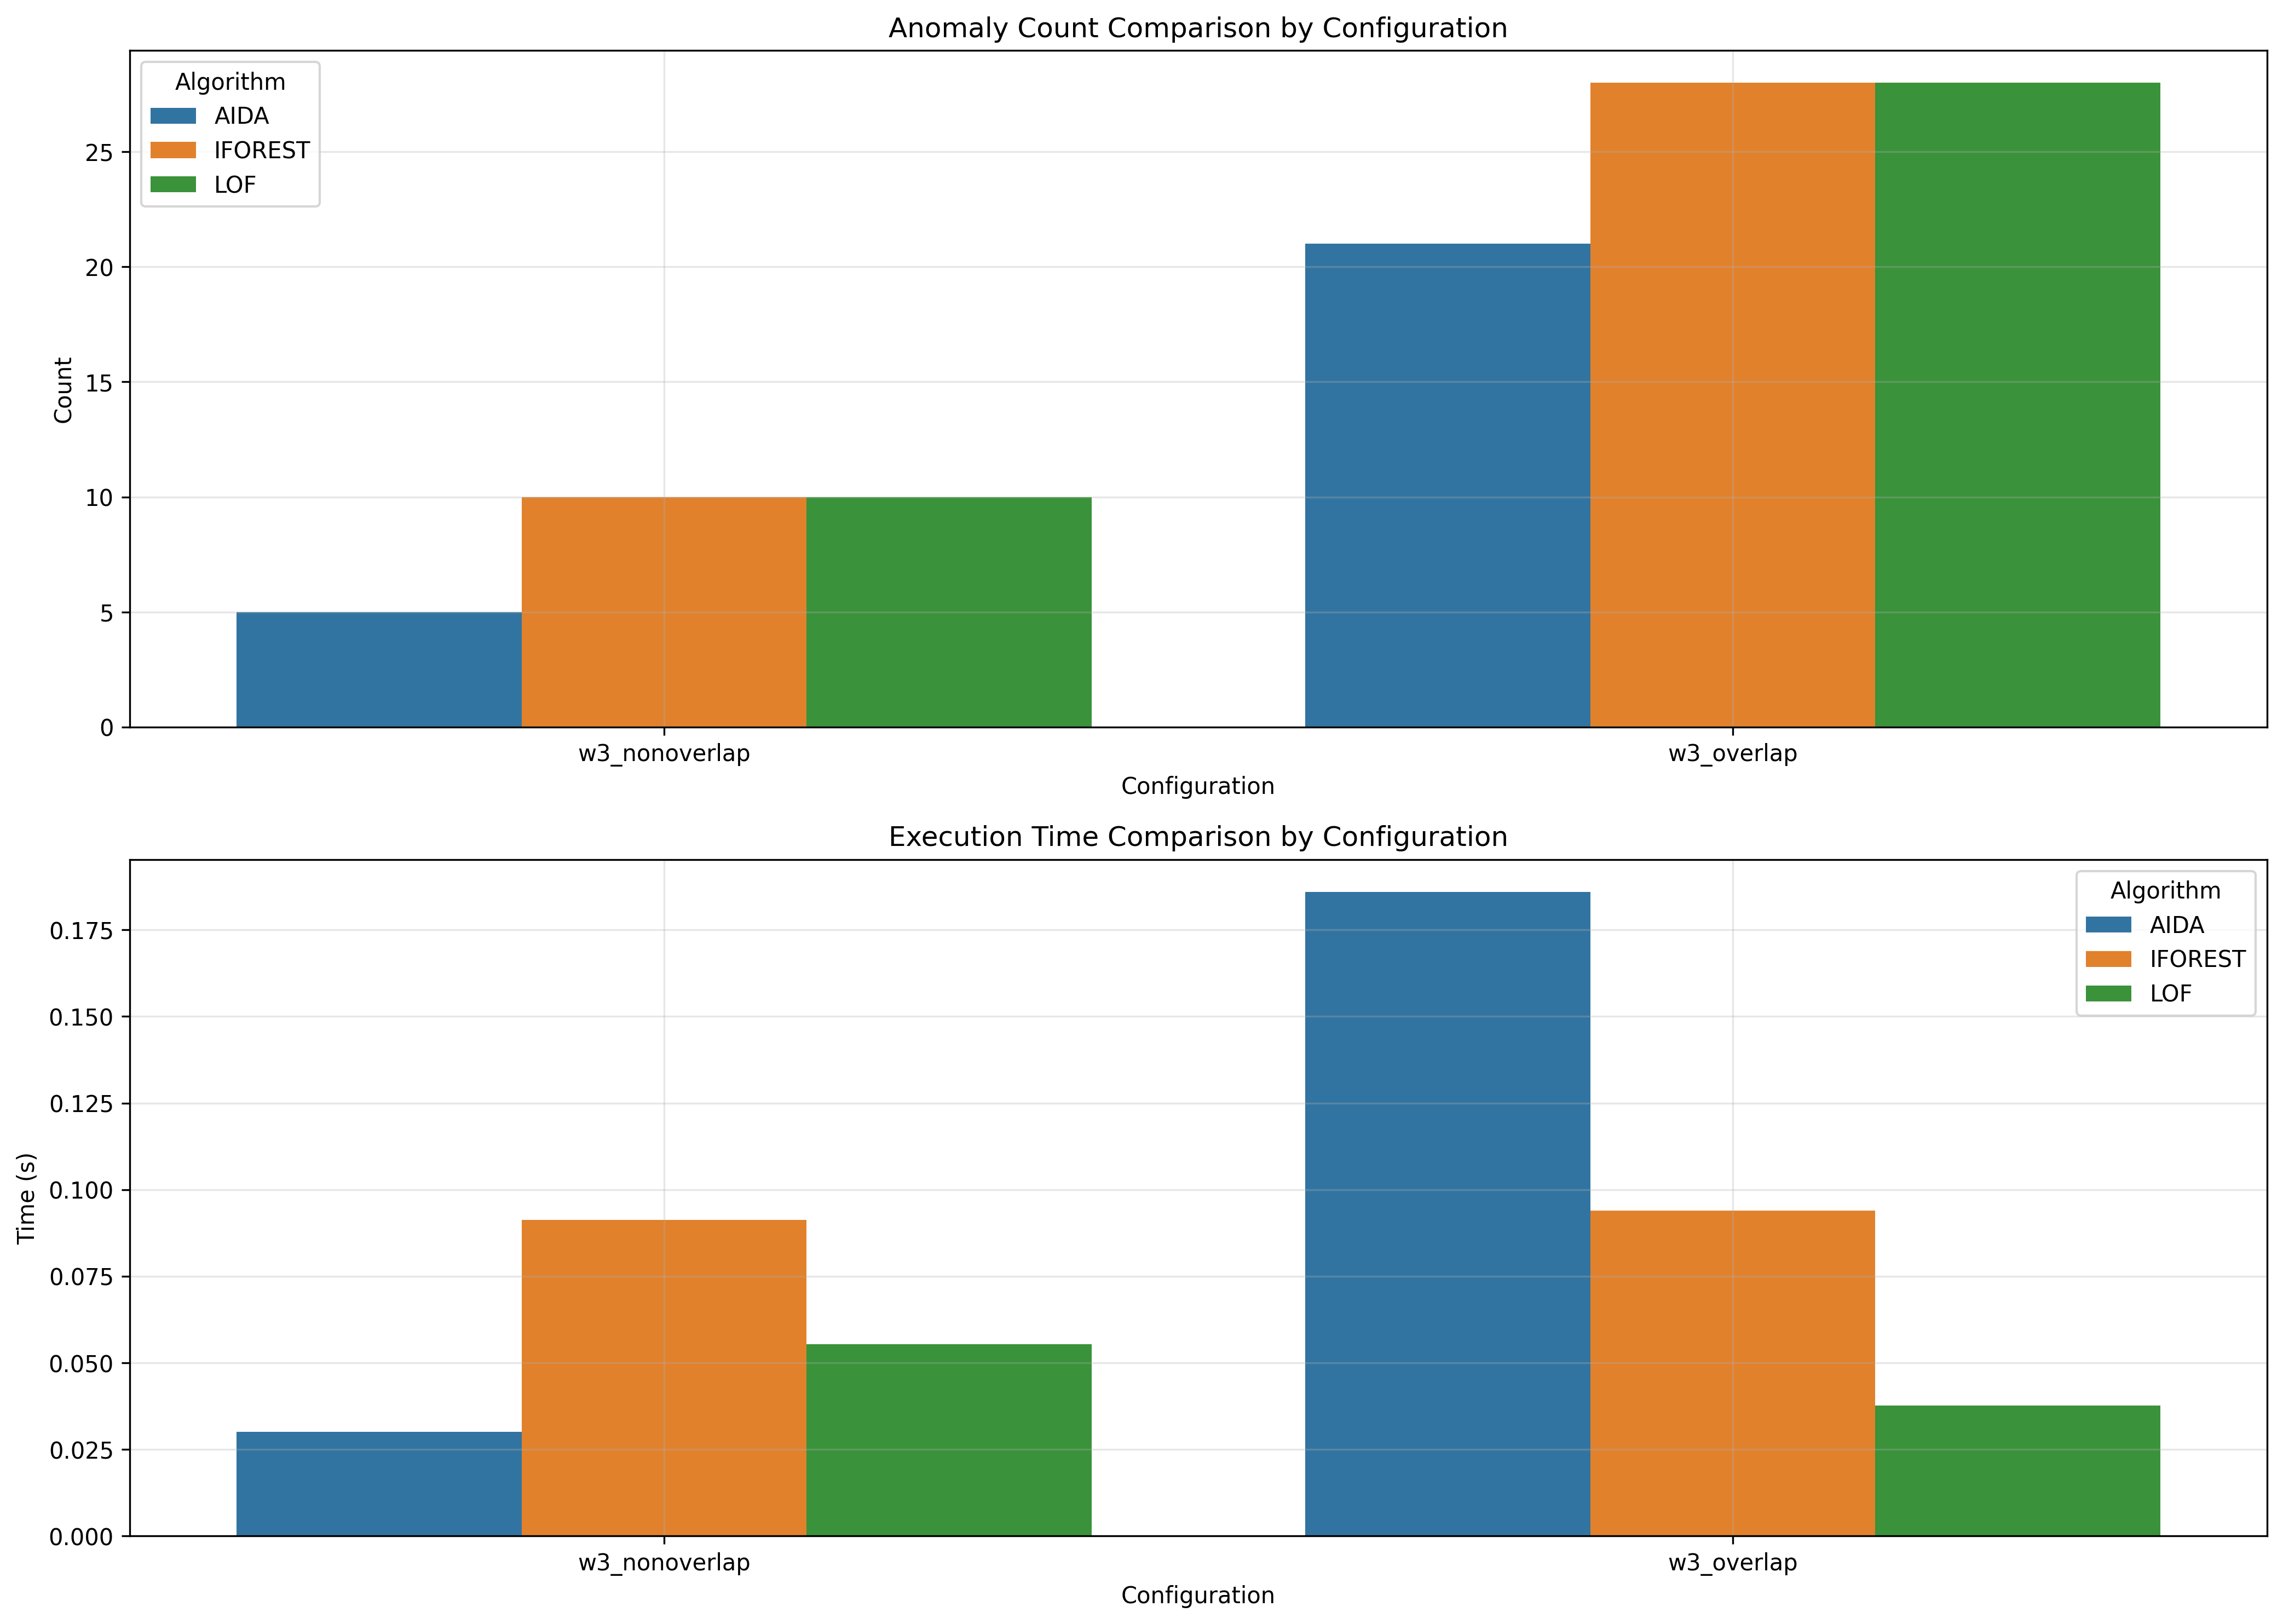 Anomaly Count Comparison by Configuration
Algorithm
AIDA
IFOREST
LOF
25
20
15
10
5
0
Count
w3_nonoverlap
w3_overlap
Configuration
Execution Time Comparison by Configuration
Algorithm
AIDA
IFOREST
LOF
0.175
0.150
0.125
0.100
0.075
0.050
0.025
0.000
Time (s)
w3_nonoverlap
w3_overlap
Configuration